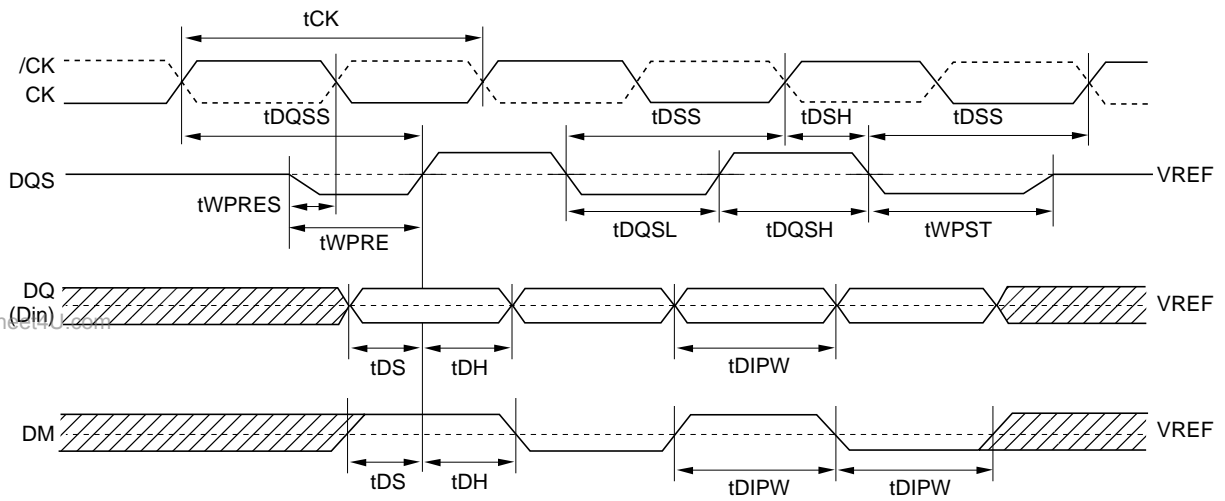 tCK
/CK
CK
tDQSS tDSS tDSH tDSS
DQS VREF
tWPRES
tWPRE tDQSL tDQSH tWPST
DQ
(Din) VREF
tDS tDH tDIPW
DM VREF
tDS tDH tDIPW tDIPW